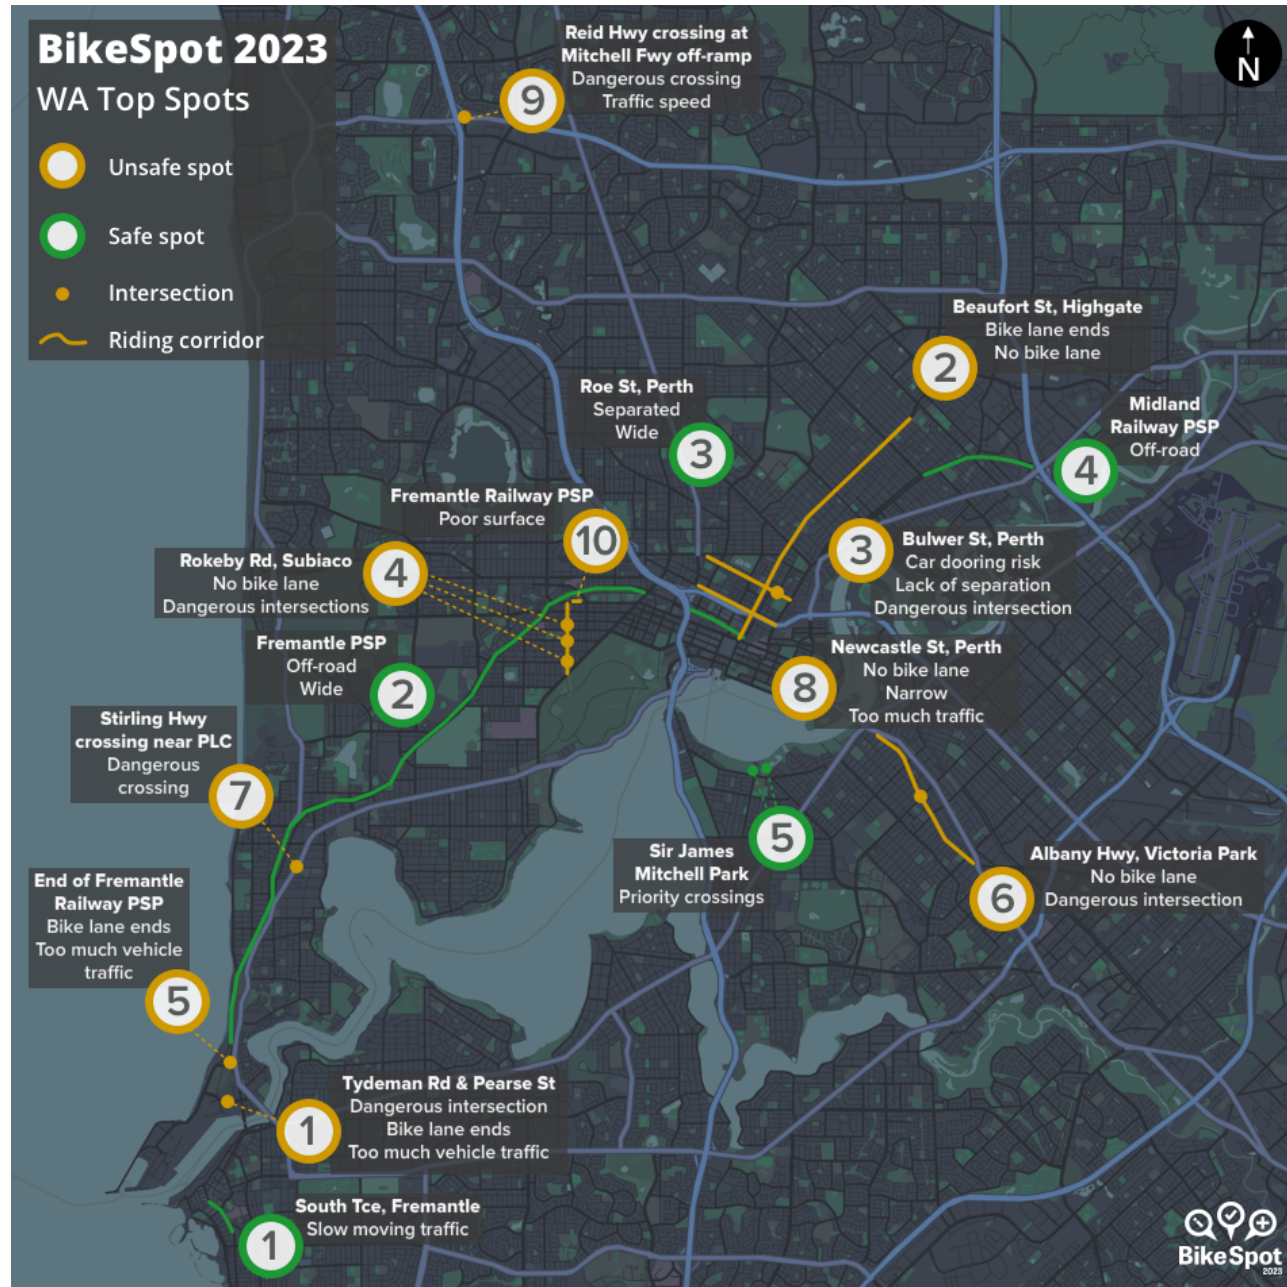 BikeSpot 2023
WA Top Spots
Unsafe spot
Safe spot
Intersection
Riding corridor
Reid Hwy crossing at
Mitchell Fwy off-ramp
Dangerous crossing
Traffic speed
9
N
Beaufort St, Highgate
Bike lane ends
No bike lane
2
Roe St, Perth
Separated
Wide
3
Midland
Railway PSP
Off-road
4
Fremantle Railway PSP
Poor surface
10
Rokeby Rd, Subiaco
No bike lane
Dangerous intersections
4
3
Bulwer St, Perth
Car dooring risk
Lack of separation
Dangerous intersection
Fremantle PSP
Off-road
Wide
2
8
Newcastle St, Perth
No bike lane
Narrow
Too much traffic
Stirling Hwy
crossing near PLC
Dangerous
crossing
7
5
Sir James
Mitchell Park
Priority crossings
6
Albany Hwy, Victoria Park
No bike lane
Dangerous intersection
End of Fremantle
Railway PSP
Bike lane ends
Too much vehicle
traffic
5
1
Tydeman Rd & Pearse St
Dangerous intersection
Bike lane ends
Too much vehicle traffic
1
South Tce, Fremantle
Slow moving traffic
BikeSpot
2023